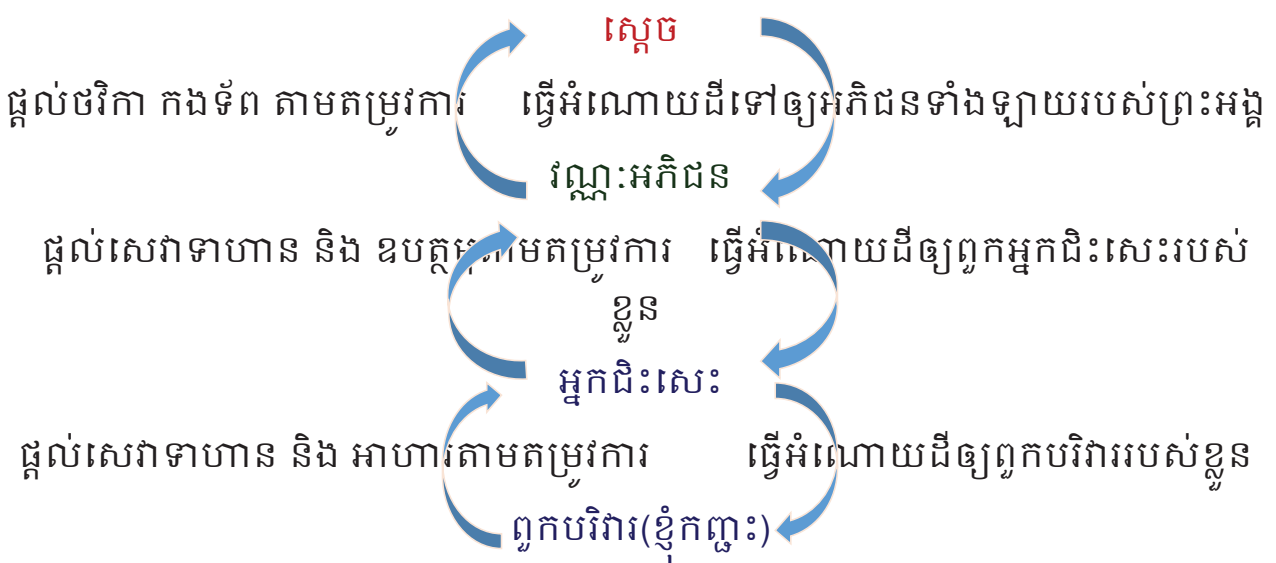 ស្តេច
ផ្តល់ថវិកា កងទ័ព តាមតម្រូវការ ធ្វើអំណោយដីទៅឲ្យអភិជនទាំងឡាយរបស់ព្រះអង្គ
វណ្ណៈអភិជន
ផ្តល់សេវាទាហាន និង ឧបត្ថម្ភតាមតម្រូវការ ធ្វើអំណោយដីឲ្យពួកអ្នកជិះសេះរបស់
ខ្លួន
អ្នកជិះសេះ
ផ្តល់សេវាទាហាន និង អាហារតាមតម្រូវការ ធ្វើអំណោយដីឲ្យពួកបរិវាររបស់ខ្លួន
ពួកបរិវារ(ខ្ញុំកញ្ជះ)